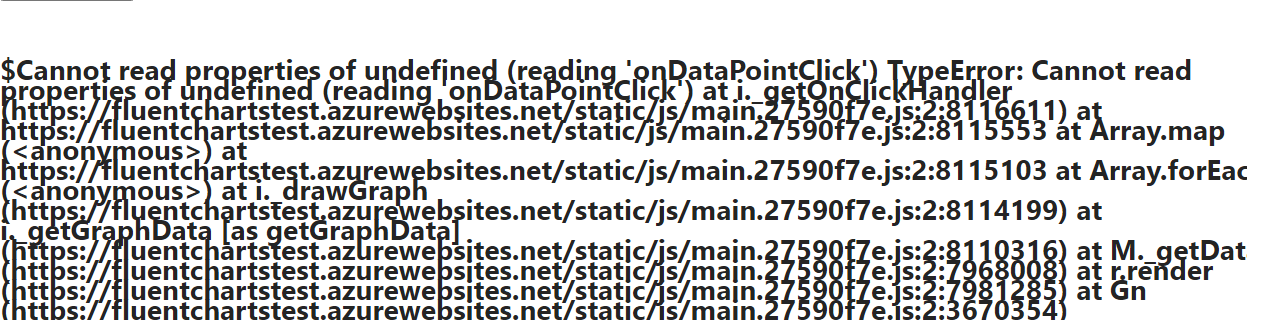 $Cannot read properties of undefined (reading 'onDataPointClick') TypeError: Cannot read
properties of undefined (reading 'onDataPointClick') at i._getOnClickHandler
(https://fluentchartstest.azurewebsites.net/static/js/main.27590f7e.js:2:8116611) at
https://fluentchartstest.azurewebsites.net/static/js/main.27590f7e.js:2:8115553 at Array.map
(<anonymous>) at
https://fluentchartstest.azurewebsites.net/static/js/main.27590f7e.js:2:8115103 at Array.forEac
(<anonymous>) at i._drawGraph
(https://fluentchartstest.azurewebsites.net/static/js/main.27590f7e.js:2:8114199) at
i._getGraphData [as getGraphData]
(https://fluentchartstest.azurewebsites.net/static/js/main.27590f7e.js:2:8110316) at M._getDat
(https://fluentchartstest.azurewebsites.net/static/js/main.27590f7e.js:2:7968008) at r.render
(https://fluentchartstest.azurewebsites.net/static/js/main.27590f7e.js:2:7981285) at Gn
(https://fluentchartstest.azurewebsites.net/static/js/main.27590f7e.js:2:3670354)